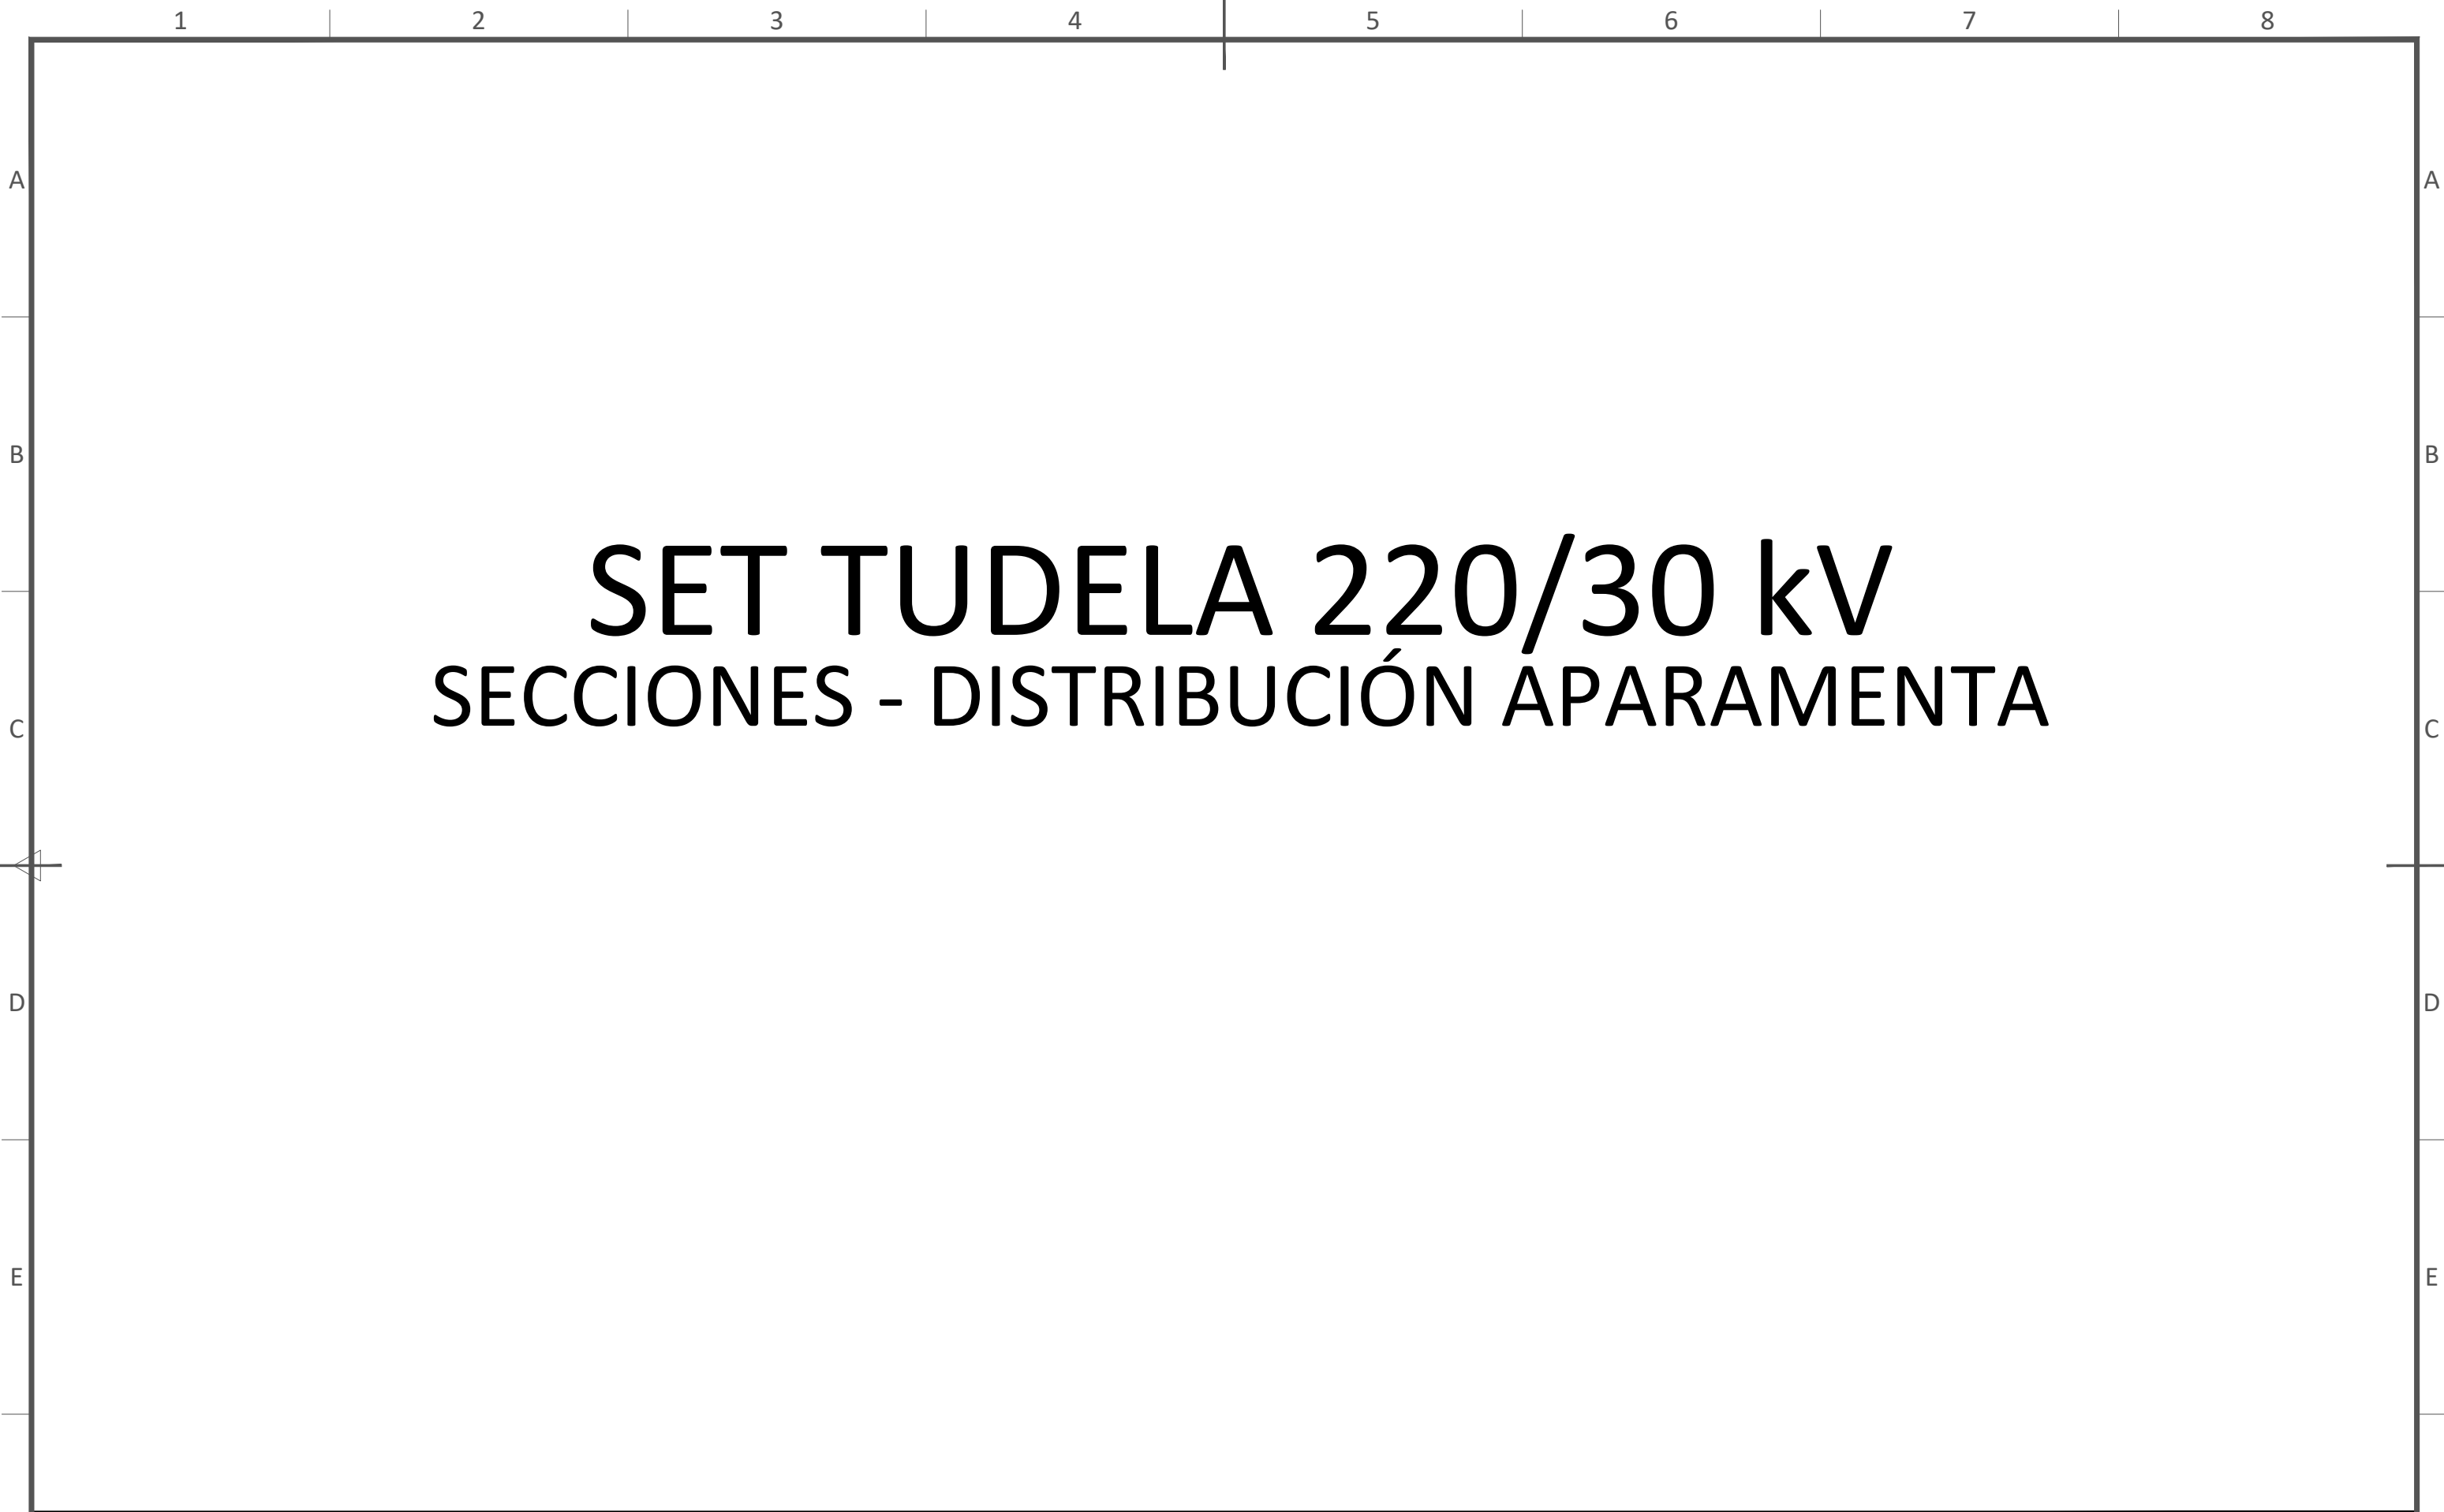 1 2 3 4 5 6 7 8
A A
B B
SET TUDELA 220/30 kV
SECCIONES - DISTRIBUCIÓN APARAMENTA
C C
D D
E E